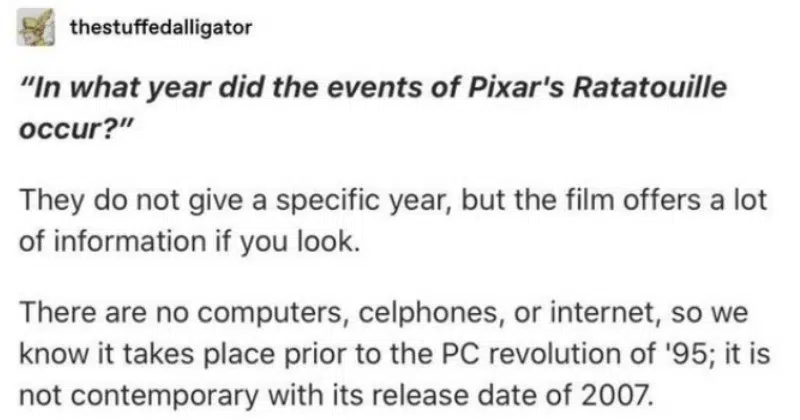 thestuffedalligator
"In what year did the events of Pixar's Ratatouille
occur?"
They do not give a specific year, but the film offers a lot
of information if you look.
There are no computers, celphones, or internet, so we
know it takes place prior to the PC revolution of '95; it is
not contemporary with its release date of 2007.